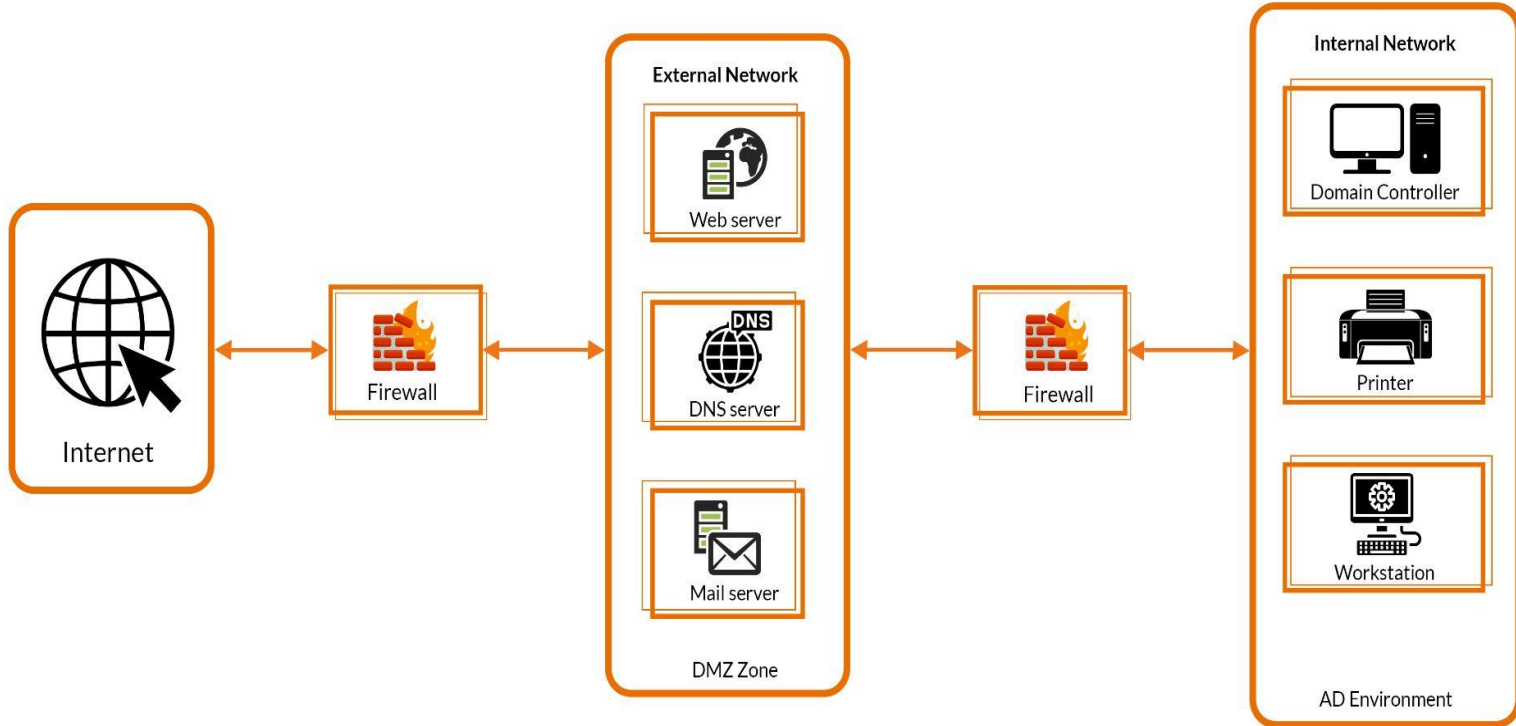 Internet
Firewall
External Network
Web server
DNS
DNS server
Mail server
DMZ Zone
Firewall
Internal Network
Domain Controller
Printer
Workstation
AD Environment